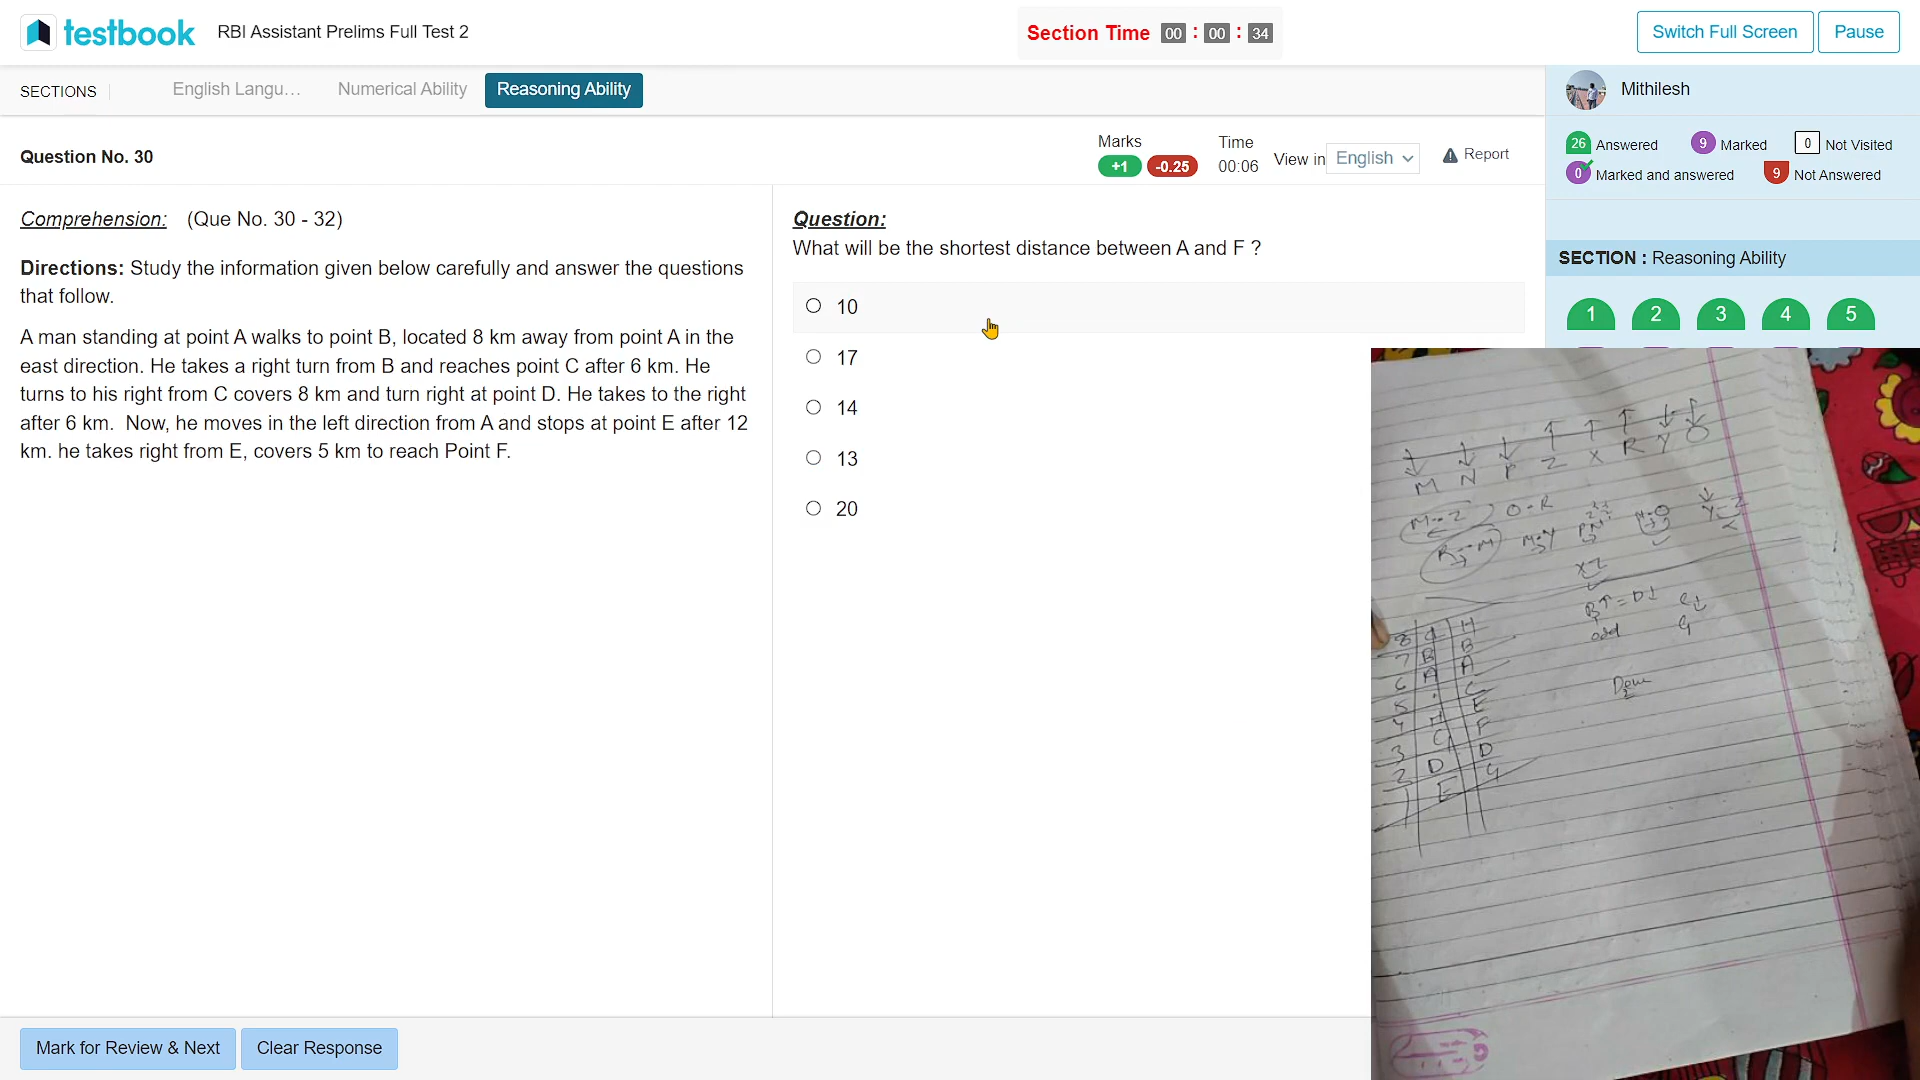 testbook RBI Assistant Prelims Full Test 2 Section Time 00 : 00 : 34 Switch Full Screen Pause
SECTIONS English Langu... Numerical Ability Reasoning Ability
Mithilesh
Question No. 30
Marks +1 -0.25
Time 00:06
View in English
Report
26 Answered 9 Marked 0 Not Visited
0 Marked and answered 9 Not Answered
SECTION : Reasoning Ability
1 2 3 4 5
Comprehension: (Que No. 30 - 32)
Directions: Study the information given below carefully and answer the questions
that follow.
A man standing at point A walks to point B, located 8 km away from point A in the
east direction. He takes a right turn from B and reaches point C after 6 km. He
turns to his right from C covers 8 km and turn right at point D. He takes to the right
after 6 km. Now, he moves in the left direction from A and stops at point E after 12
km. he takes right from E, covers 5 km to reach Point F.
Question:
What will be the shortest distance between A and F ?
10
17
14
13
20
M N P Z X R Y O
O - R
odd
8 H
7 B B
6 A A
5 C
4 H E
3 C F
2 D D
1 E G
Mark for Review & Next Clear Response